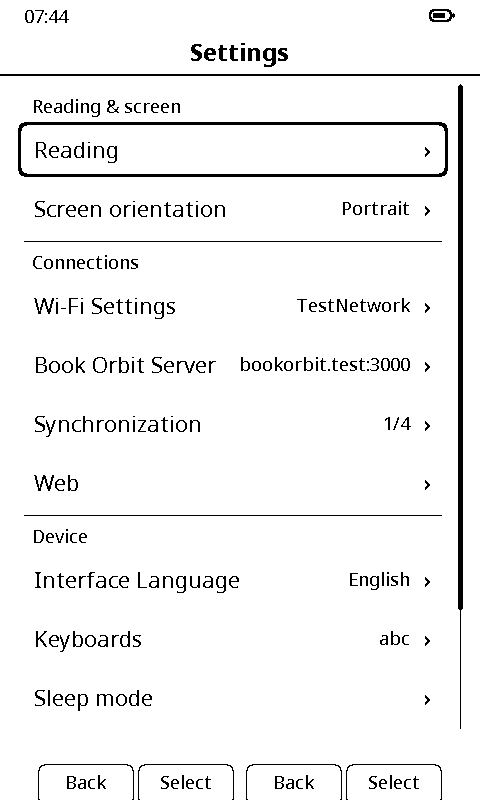 07:44
Settings
Reading & screen
Reading ›
Screen orientation Portrait ›
Connections
Wi-Fi Settings TestNetwork ›
Book Orbit Server bookorbit.test:3000 ›
Synchronization 1/4 ›
Web ›
Device
Interface Language English ›
Keyboards abc ›
Sleep mode ›
Back Select Back Select